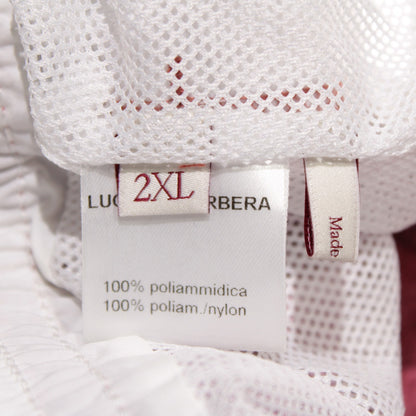 2XL
LUC RBERA
Made
100% poliammidica
100% poliam./nylon